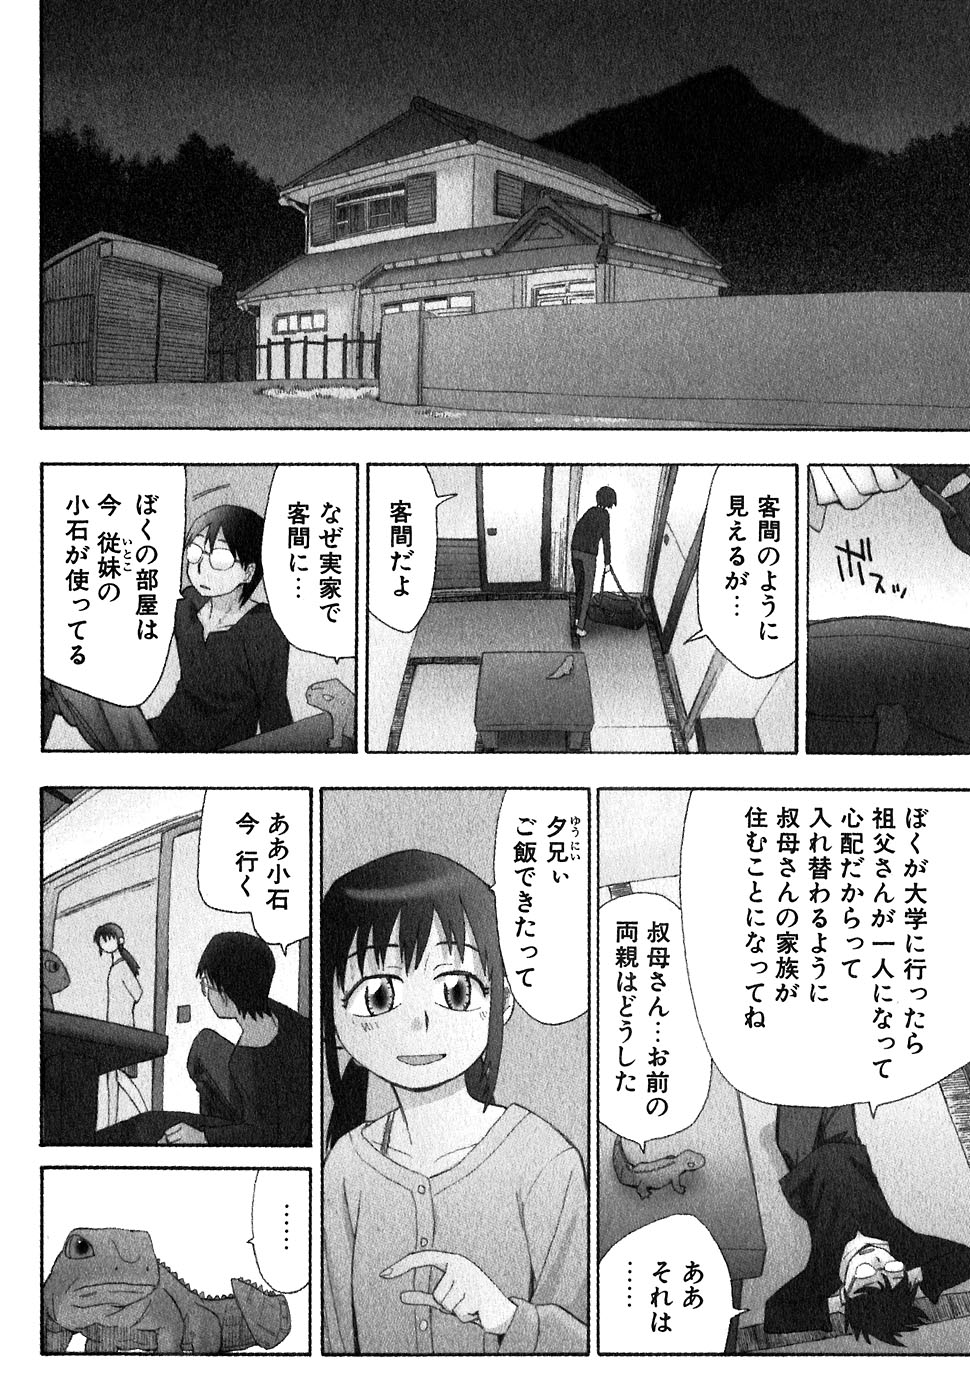 ガスッ
客間のように
見えるが…
客間だよ
なぜ実家で
客間に…
ぼくの部屋は
今 従妹の
いとこ
小石が使ってる
ぼくが大学に行ったら
祖父さんが一人になって
心配だからって
入れ替わるように
叔母さんの家族が
住むことになってね
叔母さん…お前の
両親はどうした
ああ
それは
……
夕兄ぃ
ゆうにい
ご飯できたって
ああ小石
今 行く
……